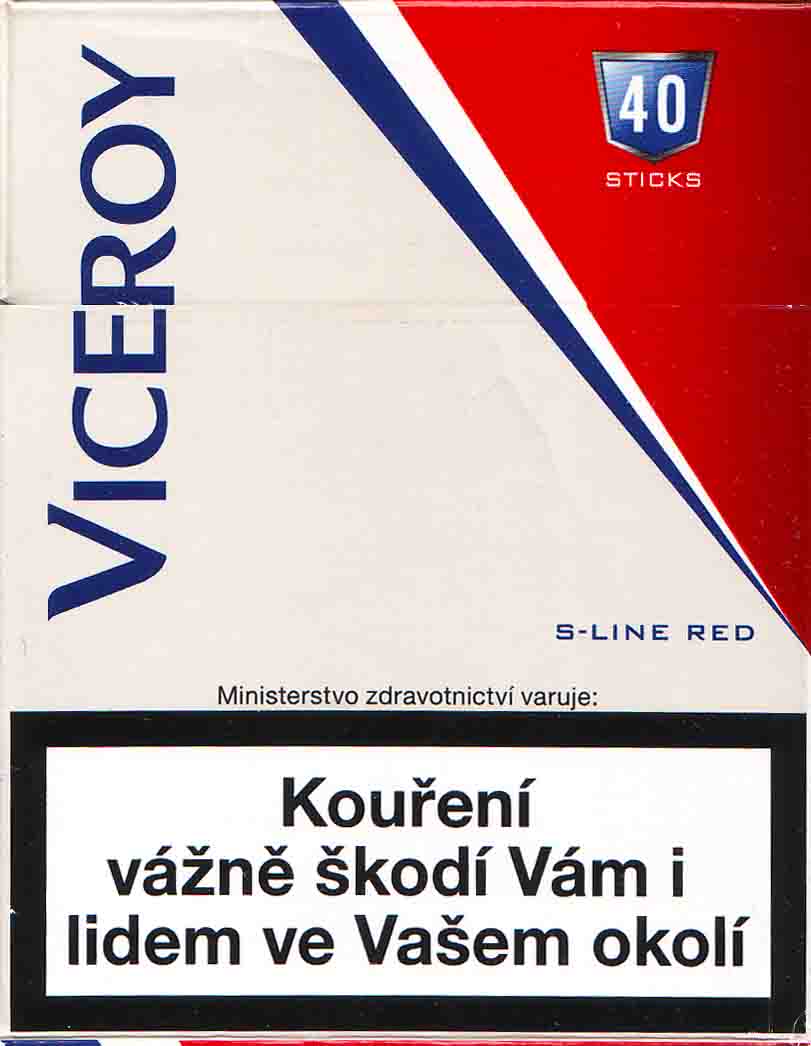 VICEROY
40
STICKS
S-LINE RED
Ministerstvo zdravotnictví varuje:
Kouření
vážně škodí Vám i
lidem ve Vašem okolí